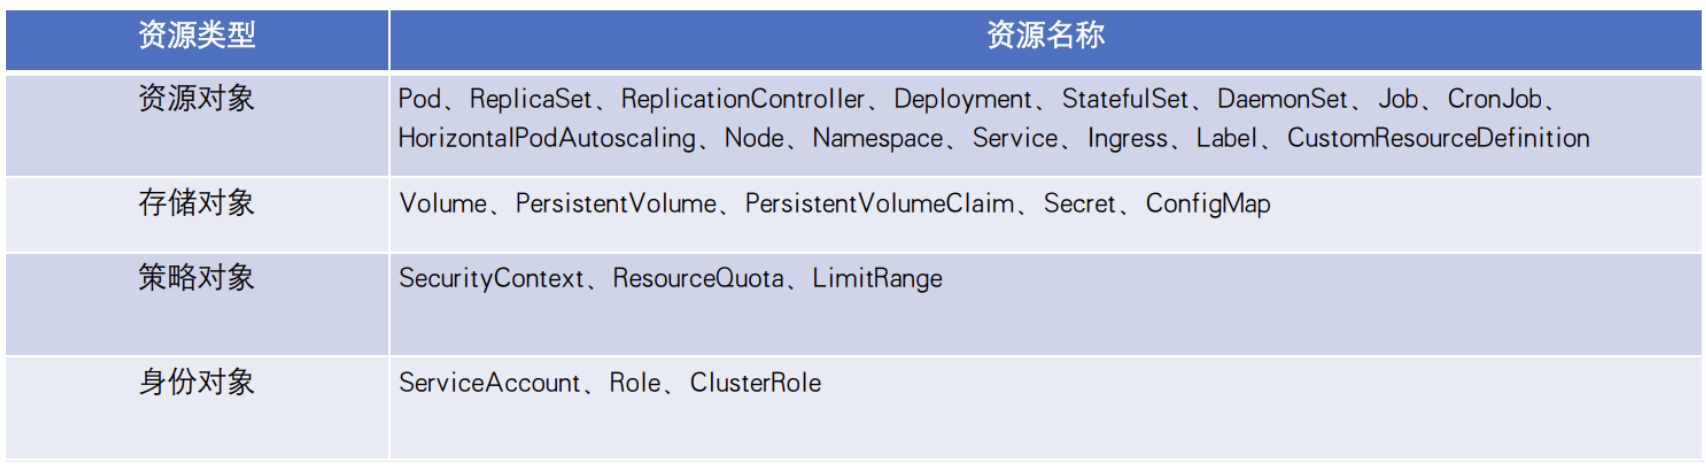 资源类型 资源名称
资源对象 Pod、ReplicaSet、ReplicationController、Deployment、StatefulSet、DaemonSet、Job、CronJob、
HorizontalPodAutoscaling、Node、Namespace、Service、Ingress、Label、CustomResourceDefinition
存储对象 Volume、PersistentVolume、PersistentVolumeClaim、Secret、ConfigMap
策略对象 SecurityContext、ResourceQuota、LimitRange
身份对象 ServiceAccount、Role、ClusterRole